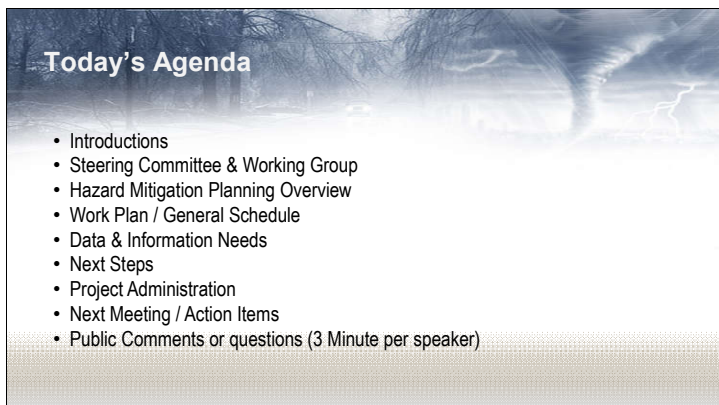 Today's Agenda
• Introductions
• Steering Committee & Working Group
• Hazard Mitigation Planning Overview
• Work Plan / General Schedule
• Data & Information Needs
• Next Steps
• Project Administration
• Next Meeting / Action Items
• Public Comments or questions (3 Minute per speaker)